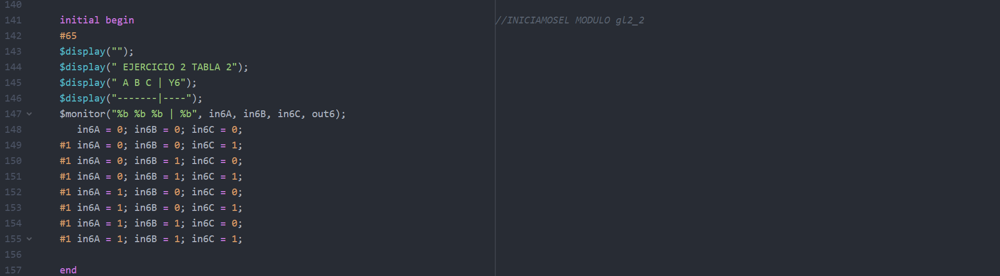 140
141 initial begin //INICIAMOSEL MODULO gl2_2
142 #65
143 $display("");
144 $display(" EJERCICIO 2 TABLA 2");
145 $display(" A B C | Y6");
146 $display("-------|----");
147 $monitor("%b %b %b | %b", in6A, in6B, in6C, out6);
148 in6A = 0; in6B = 0; in6C = 0;
149 #1 in6A = 0; in6B = 0; in6C = 1;
150 #1 in6A = 0; in6B = 1; in6C = 0;
151 #1 in6A = 0; in6B = 1; in6C = 1;
152 #1 in6A = 1; in6B = 0; in6C = 0;
153 #1 in6A = 1; in6B = 0; in6C = 1;
154 #1 in6A = 1; in6B = 1; in6C = 0;
155 #1 in6A = 1; in6B = 1; in6C = 1;
156
157 end